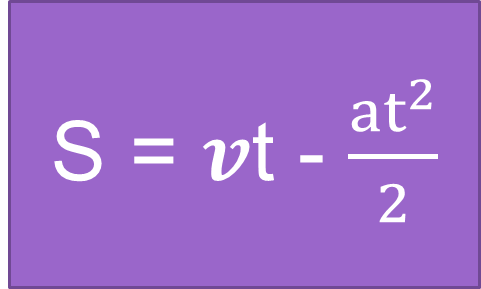 S = 𝒗t - at²/2